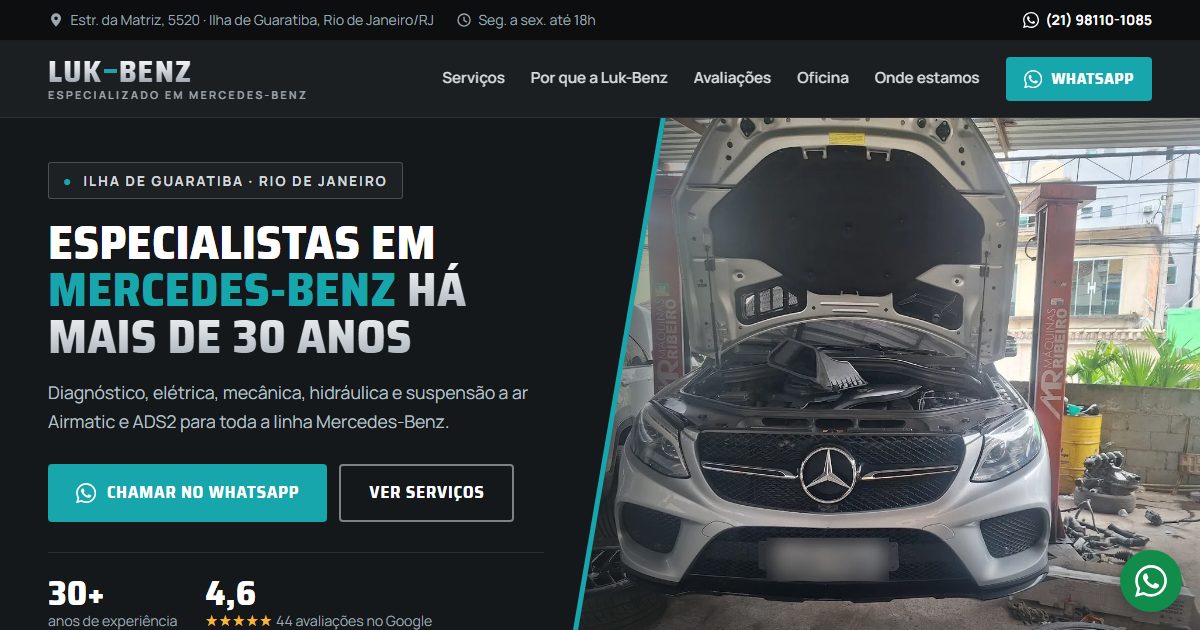 Estr. da Matriz, 5520 · Ilha de Guaratiba, Rio de Janeiro/RJ
Seg. a sex. até 18h
(21) 98110-1085
LUK-BENZ
ESPECIALIZADO EM MERCEDES-BENZ
Serviços
Por que a Luk-Benz
Avaliações
Oficina
Onde estamos
WHATSAPP
ILHA DE GUARATIBA · RIO DE JANEIRO
ESPECIALISTAS EM
MERCEDES-BENZ HÁ
MAIS DE 30 ANOS
Diagnóstico, elétrica, mecânica, hidráulica e suspensão a ar
Airmatic e ADS2 para toda a linha Mercedes-Benz.
CHAMAR NO WHATSAPP
VER SERVIÇOS
30+
anos de experiência
4,6
★★★★★ 44 avaliações no Google
MÁQUINAS
RIBEIRO
MR
MÁQUINAS
RIBEIRO